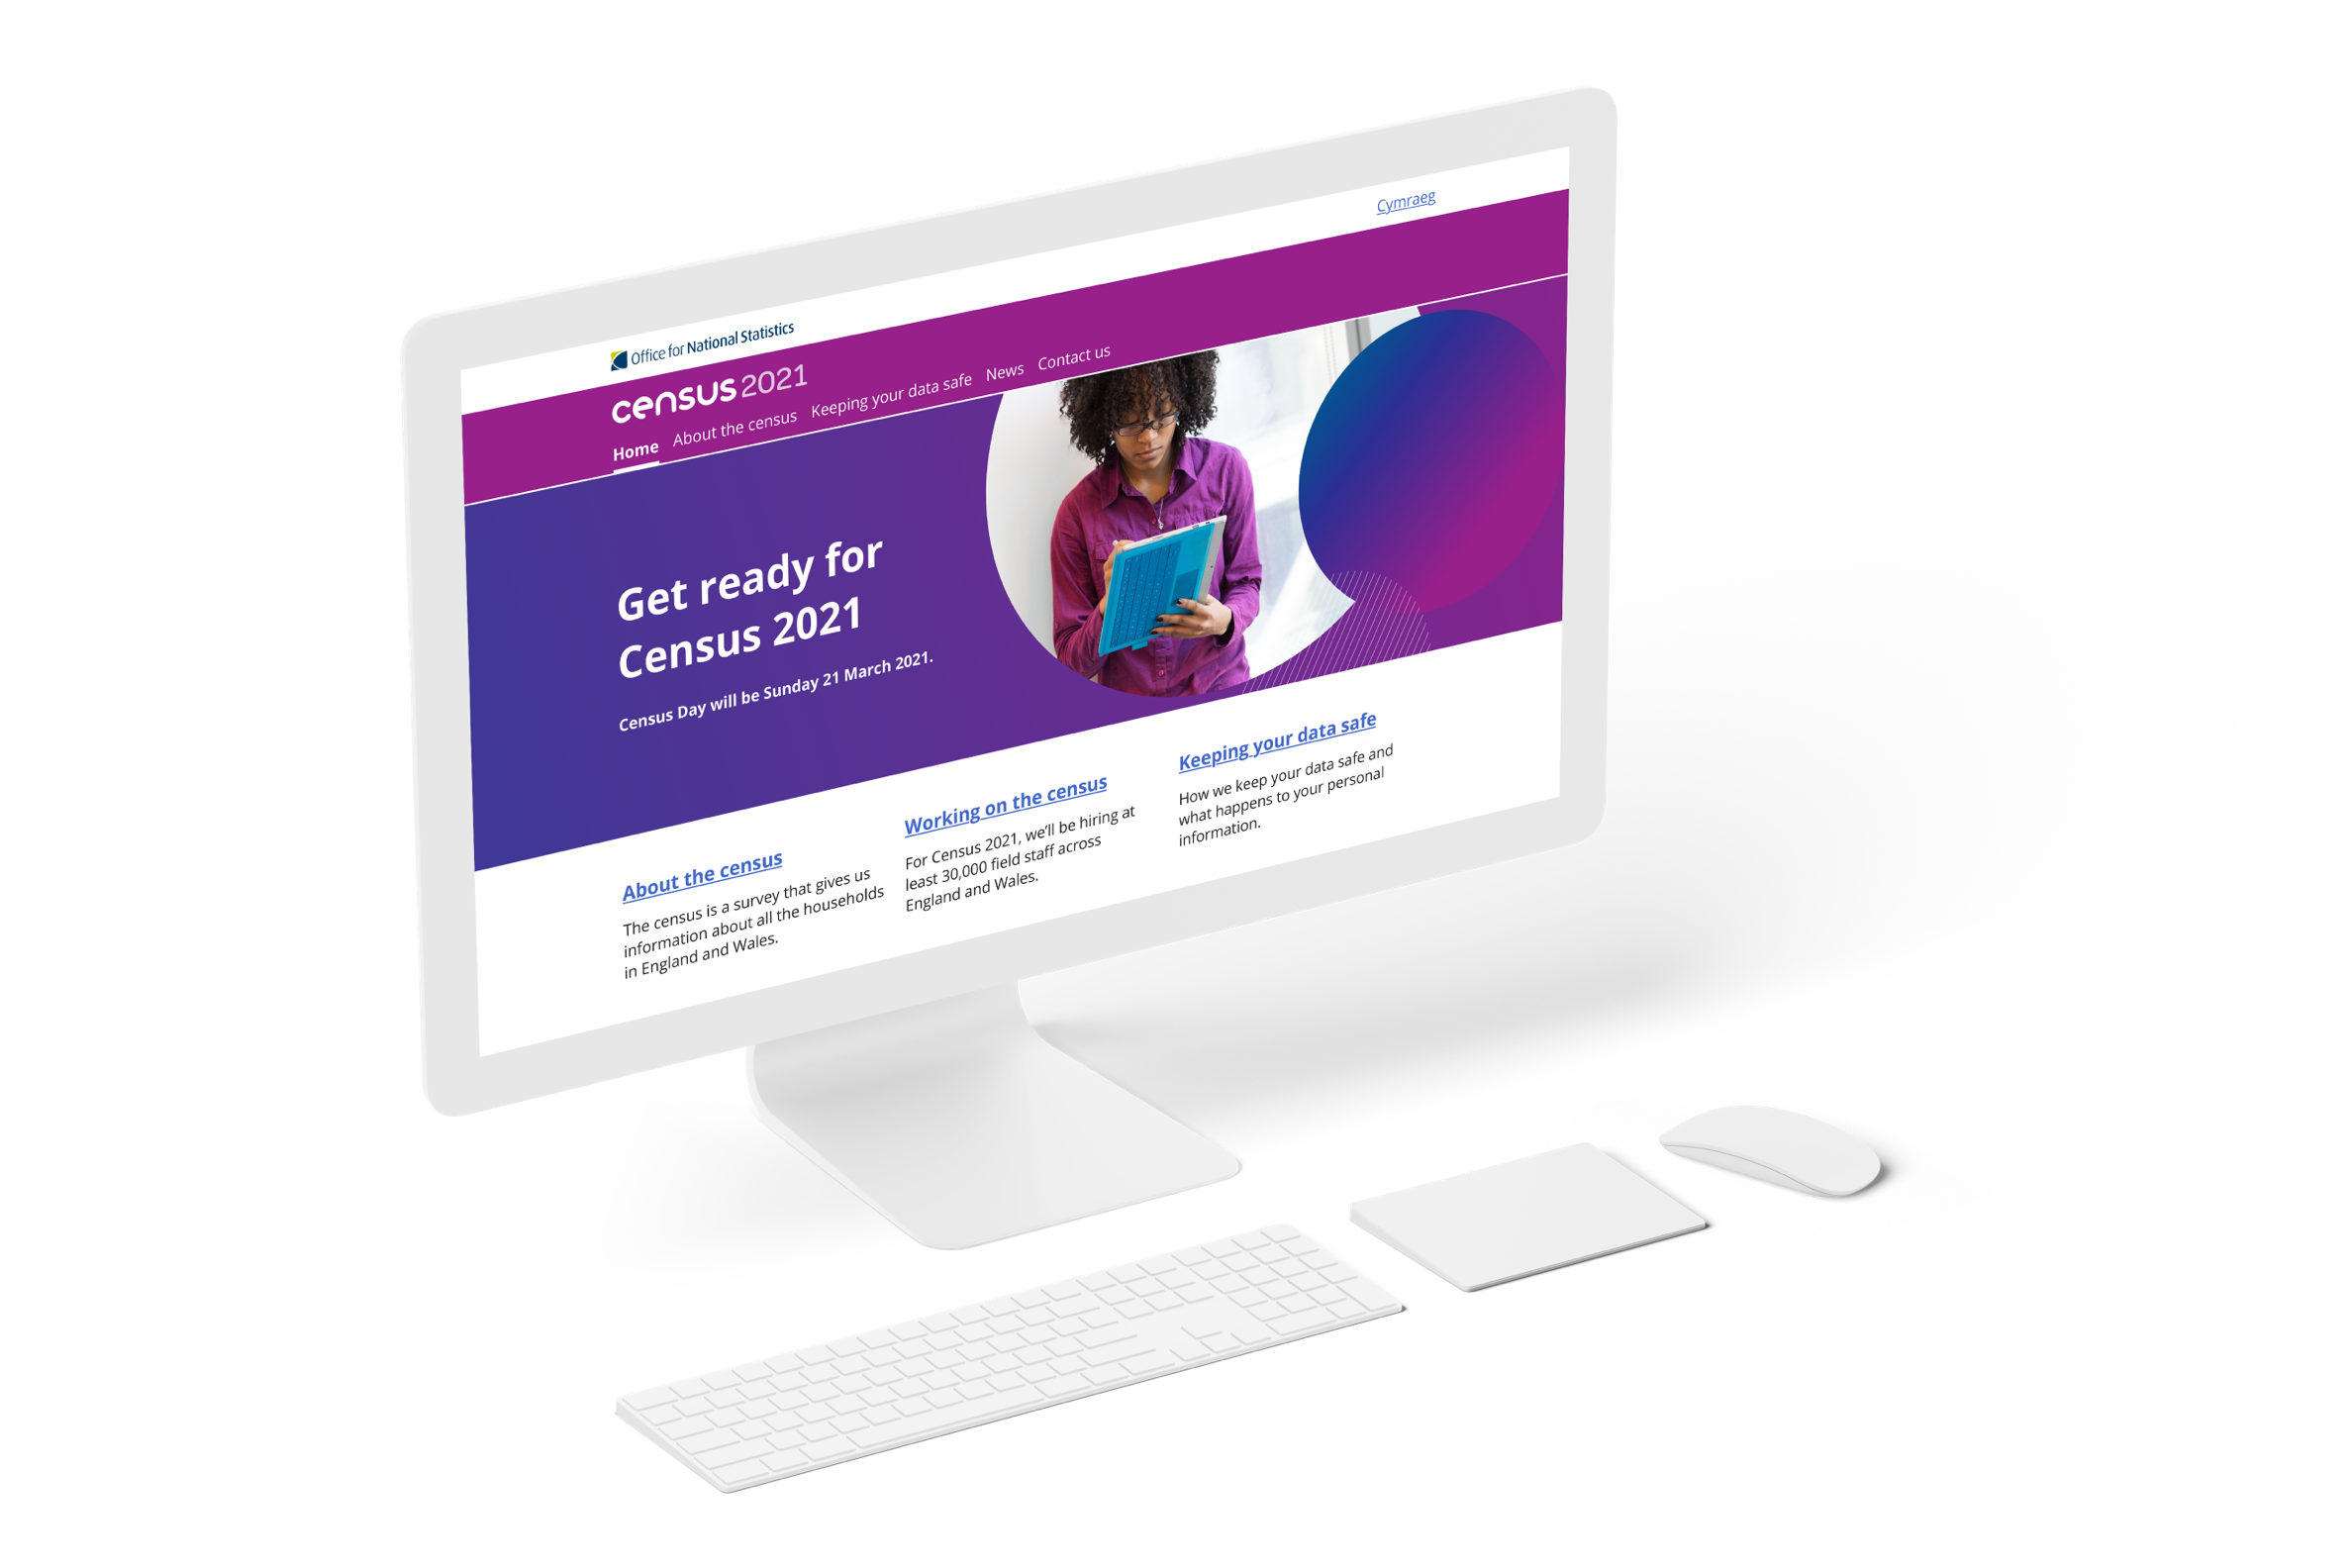 Cymraeg
Office for National Statistics
census 2021
Home About the census Keeping your data safe News Contact us
Get ready for
Census 2021
Census Day will be Sunday 21 March 2021.
About the census
The census is a survey that gives us
information about all the households
in England and Wales.
Working on the census
For Census 2021, we'll be hiring at
least 30,000 field staff across
England and Wales.
Keeping your data safe
How we keep your data safe and
what happens to your personal
information.